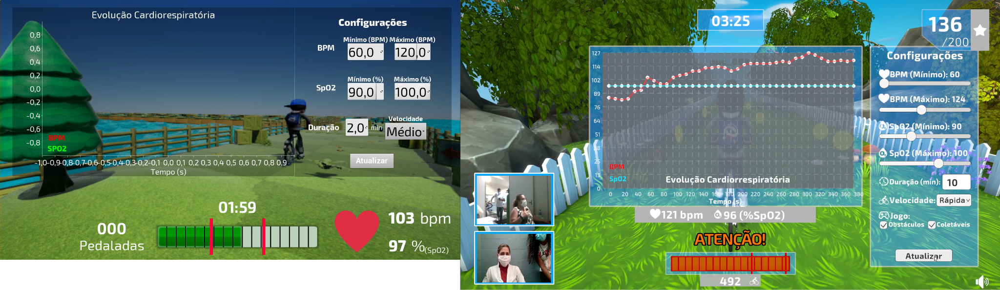 Evolução Cardiorespiratória
0,8
0,6
0,4
0,2
0,0
-0,2
-0,4
-0,6
-0,8
BPM
SPO2
-1,0-0,9-0,8-0,7-0,6-0,5-0,4-0,3-0,2-0,1 0,0 0,1 0,2 0,3 0,4 0,5 0,6 0,7 0,8 0,9
Tempo (s)
Configurações
Mínimo (BPM) Máximo (BPM)
BPM 60,0 120,0
Mínimo (%) Máximo (%)
SpO2 90,0 100,0
Velocidade
Duração 2,0 min Médio
Atualizar
01:59
000
Pedaladas
103 bpm
97 %(SpO2)
03:25
136
/200
127
114
102
89
76
64
51
38
25
13
0
BPM
SpO2
Evolução Cardiorrespiratória
0 20 40 60 80 100 120 140 160 180 200 220 240 260 280 300 320 340 360 380
Tempo (s)
121 bpm 96 (%SpO2)
ATENÇÃO!
492
Configurações
BPM (Mínimo): 60
BPM (Máximo): 124
SpO2 (Mínimo): 90
SpO2 (Máximo): 100
Duração (min): 10
Velocidade: Rápida
Jogo:
Obstáculos Coletáveis
Atualizar